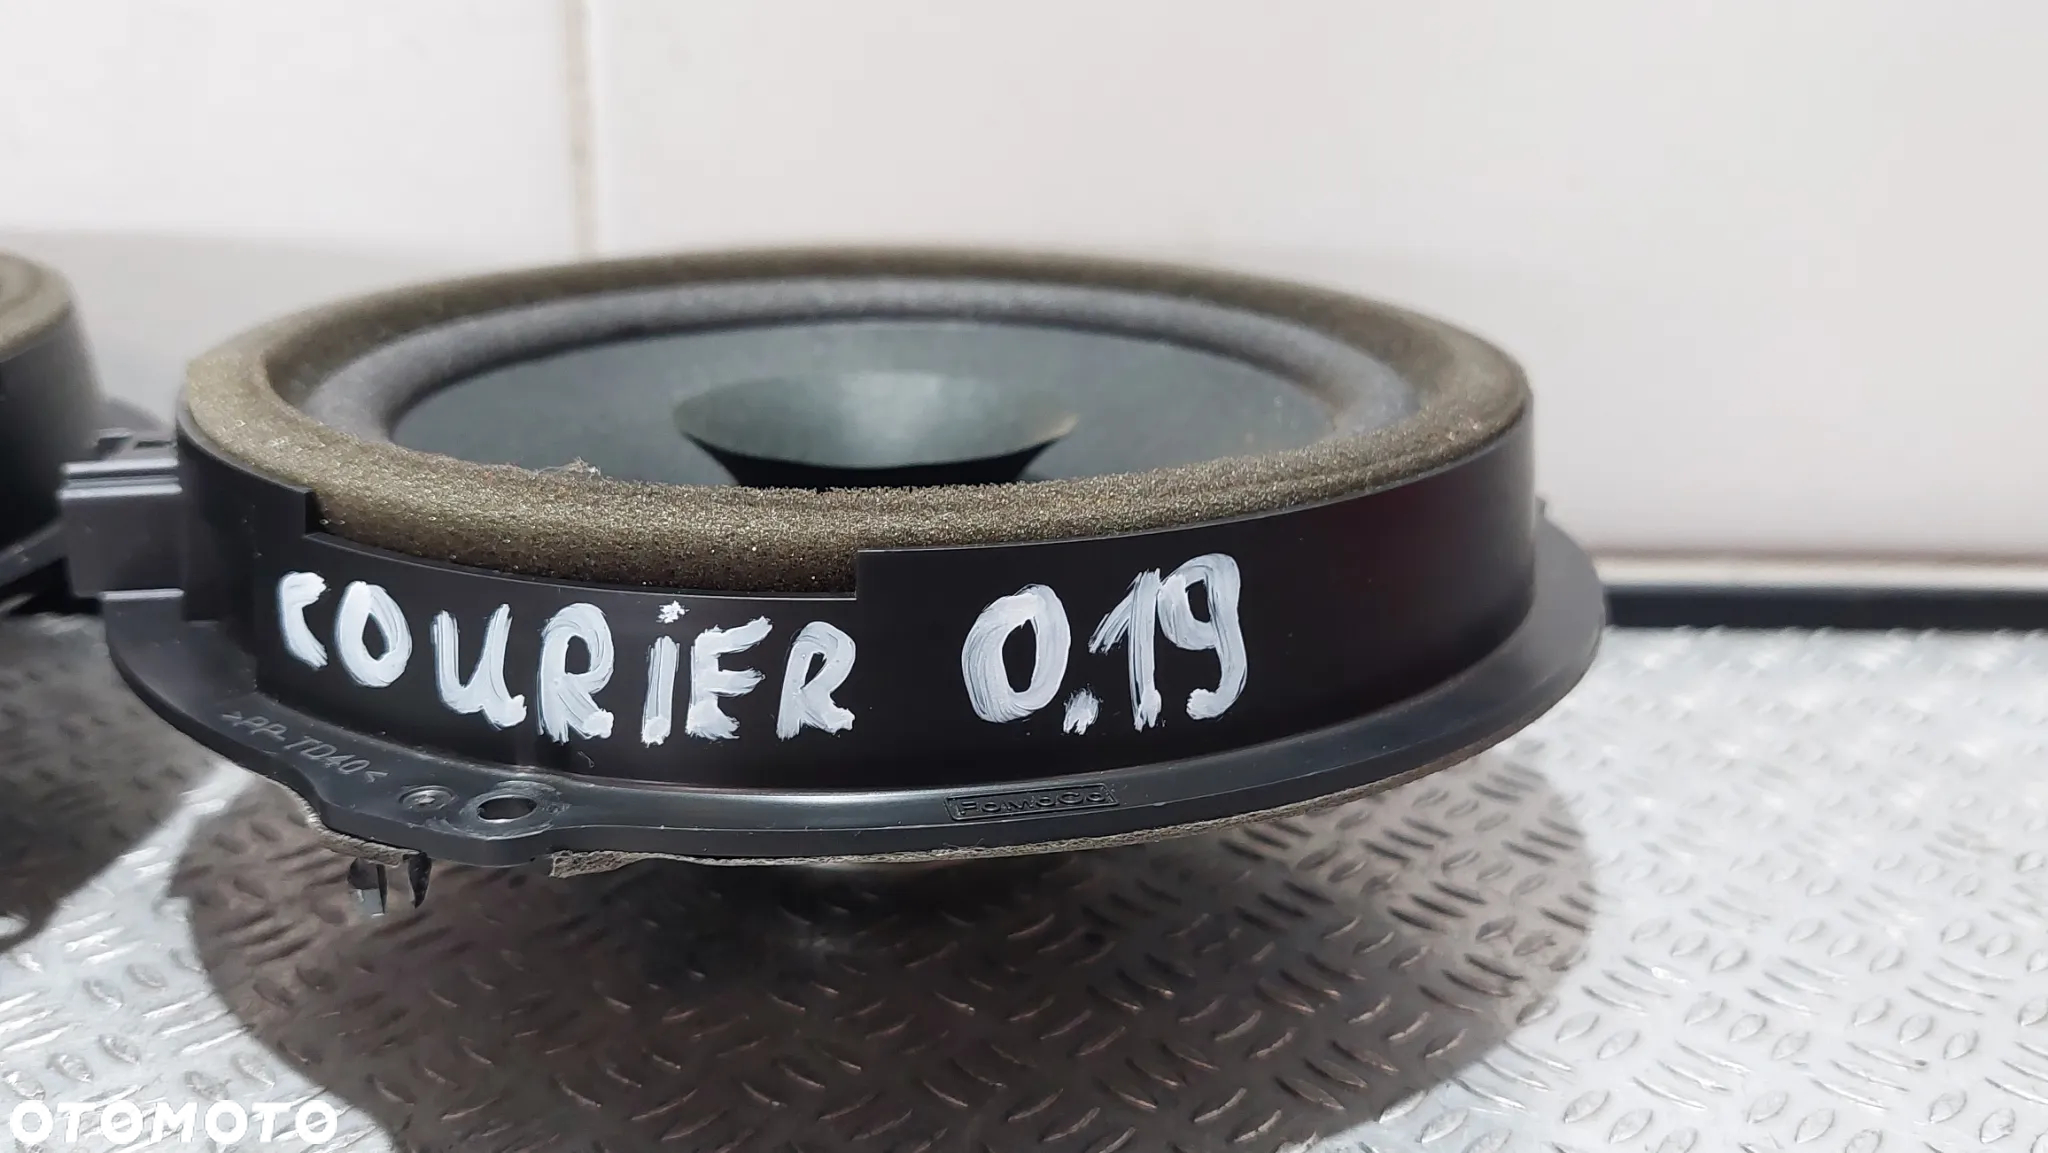 COURiER 0.19
>PP-TD40<
FoMoCo
OTOMOTO